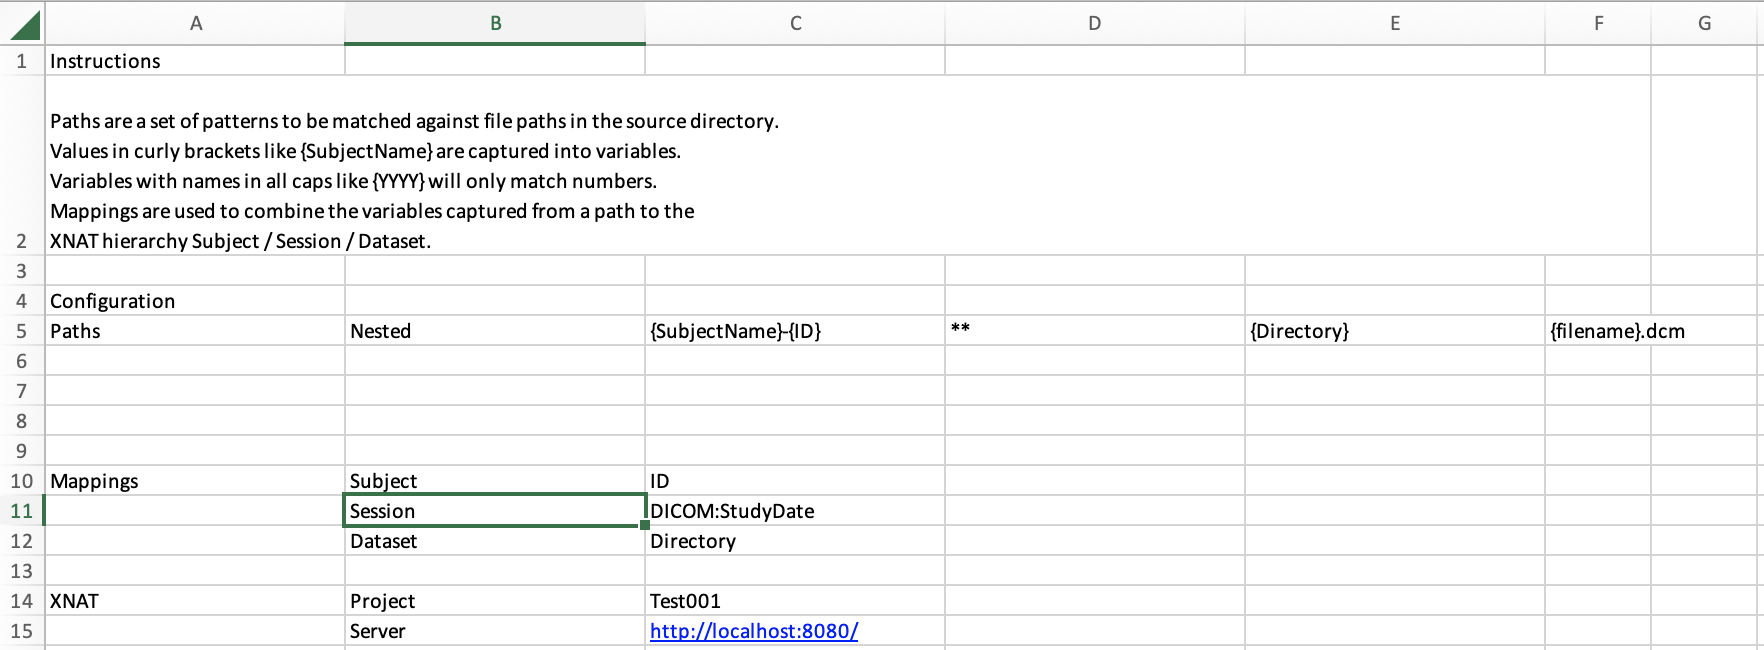 A B C D E F G
1 Instructions
Paths are a set of patterns to be matched against file paths in the source directory.
Values in curly brackets like {SubjectName} are captured into variables.
Variables with names in all caps like {YYYY} will only match numbers.
Mappings are used to combine the variables captured from a path to the
2 XNAT hierarchy Subject / Session / Dataset.
3
4 Configuration
5 Paths Nested {SubjectName}-{ID} ** {Directory} {filename}.dcm
6
7
8
9
10 Mappings Subject ID
11 Session DICOM:StudyDate
12 Dataset Directory
13
14 XNAT Project Test001
15 Server http://localhost:8080/